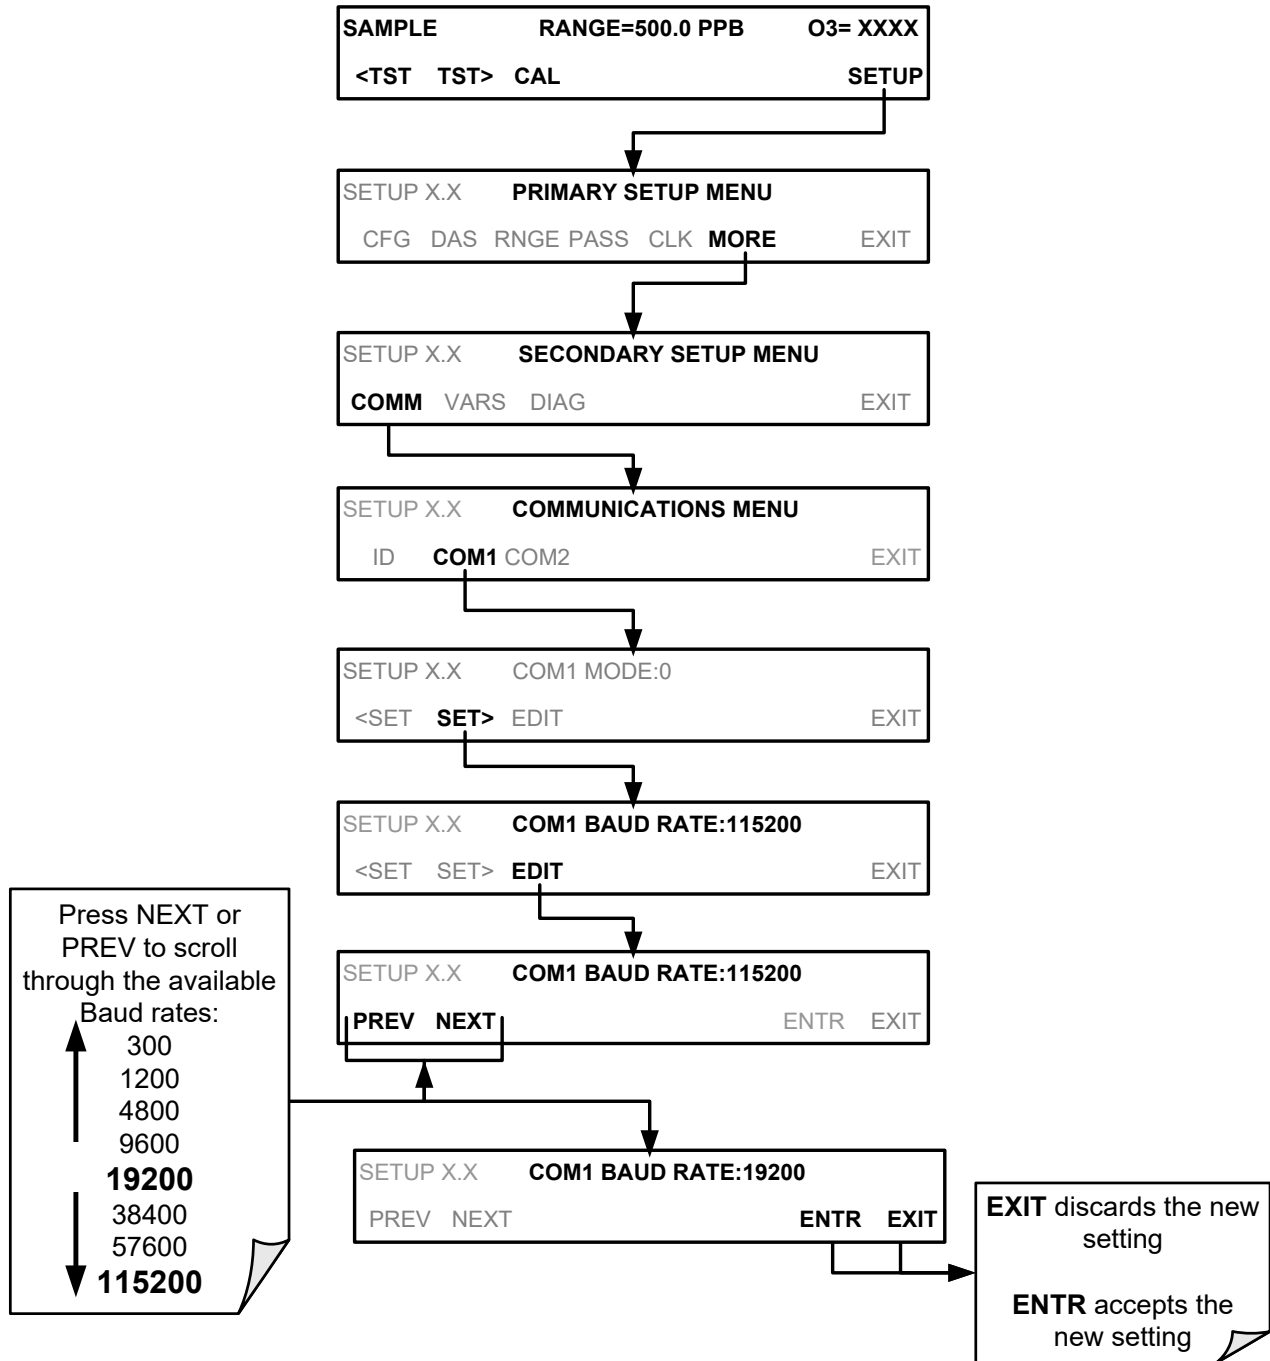 SAMPLE RANGE=500.0 PPB O3= XXXX
<TST TST> CAL SETUP
SETUP X.X PRIMARY SETUP MENU
CFG DAS RNGE PASS CLK MORE EXIT
SETUP X.X SECONDARY SETUP MENU
COMM VARS DIAG EXIT
SETUP X.X COMMUNICATIONS MENU
ID COM1 COM2 EXIT
SETUP X.X COM1 MODE:0
<SET SET> EDIT EXIT
SETUP X.X COM1 BAUD RATE:115200
<SET SET> EDIT EXIT
SETUP X.X COM1 BAUD RATE:115200
PREV NEXT ENTR EXIT
Press NEXT or
PREV to scroll
through the available
Baud rates:
300
1200
4800
9600
19200
38400
57600
115200
SETUP X.X COM1 BAUD RATE:19200
PREV NEXT ENTR EXIT
EXIT discards the new
setting
ENTR accepts the
new setting